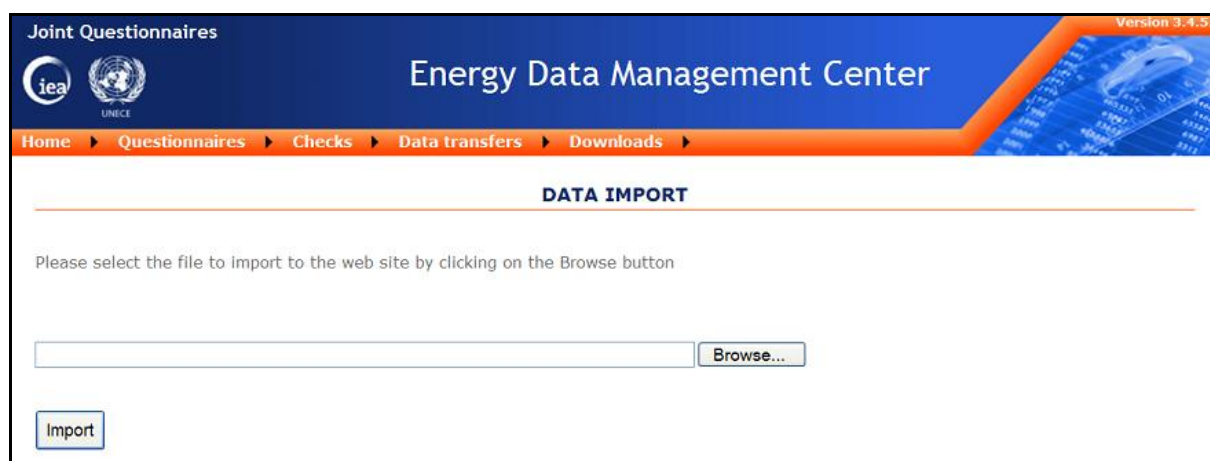 Joint Questionnaires
Version 3.4.5
iea
UNECE
Energy Data Management Center
Home Questionnaires Checks Data transfers Downloads
DATA IMPORT
Please select the file to import to the web site by clicking on the Browse button
Browse...
Import